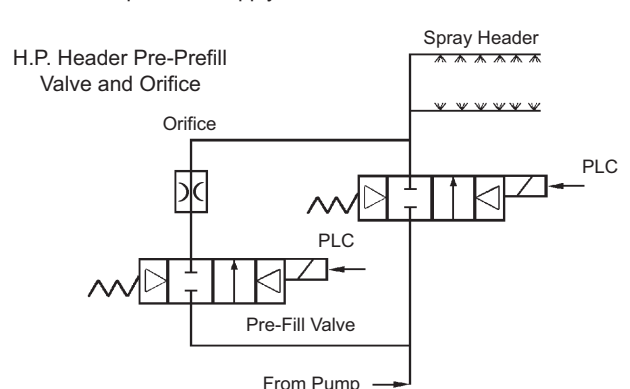 H.P. Header Pre-Prefill
Valve and Orifice
Spray Header
Orifice
PLC
PLC
Pre-Fill Valve
From Pump